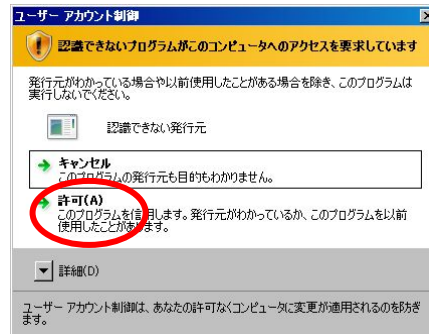 ユーザー アカウント制御
認識できないプログラムがこのコンピュータへのアクセスを要求しています
発行元がわかっている場合や以前使用したことがある場合を除き、このプログラムは
実行しないでください。
認識できない発行元
キャンセル
このプログラムの発行元も目的もわかりません。
許可(A)
このプログラムを信用します。発行元がわかっているか、このプログラムを以前
使用したことがあります。
詳細(D)
ユーザー アカウント制御は、あなたの許可なくコンピュータに変更が適用されるのを防ぎ
ます。